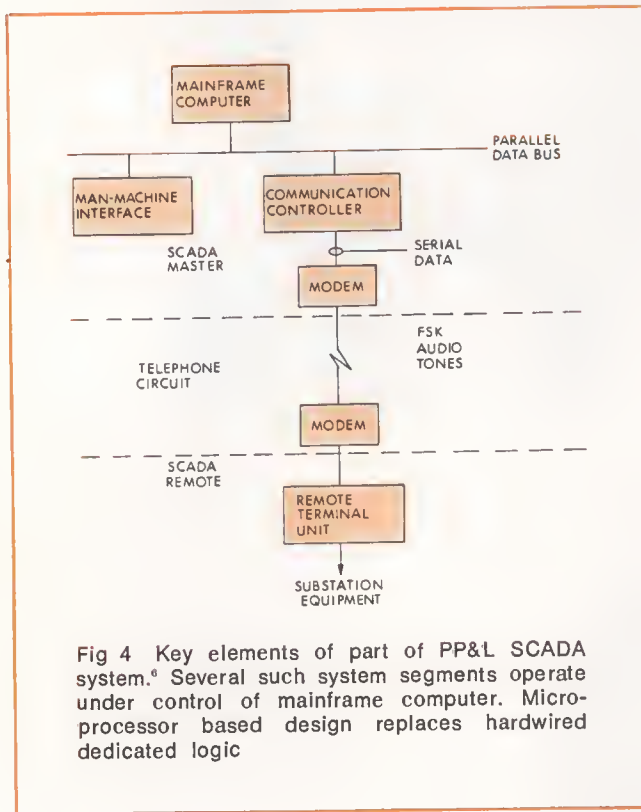 MAINFRAME
COMPUTER
PARALLEL
DATA BUS
MAN-MACHINE
INTERFACE
COMMUNICATION
CONTROLLER
SCADA
MASTER
SERIAL
DATA
MODEM
FSK
AUDIO
TONES
TELEPHONE
CIRCUIT
MODEM
SCADA
REMOTE
REMOTE
TERMINAL
UNIT
SUBSTATION
EQUIPMENT
Fig 4 Key elements of part of PP&L SCADA
system.⁶ Several such system segments operate
under control of mainframe computer. Micro-
processor based design replaces hardwired
dedicated logic